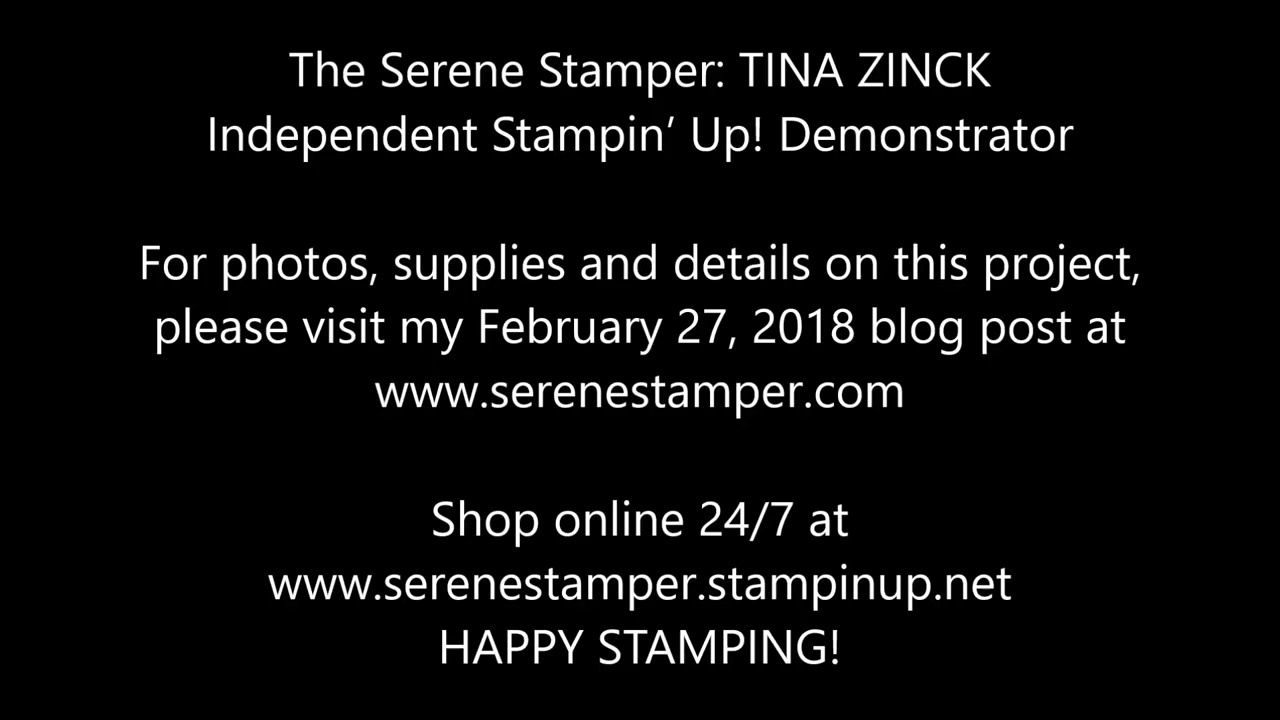 The Serene Stamper: TINA ZINCK
Independent Stampin’ Up! Demonstrator
For photos, supplies and details on this project,
please visit my February 27, 2018 blog post at
www.serenestamper.com
Shop online 24/7 at
www.serenestamper.stampinup.net
HAPPY STAMPING!